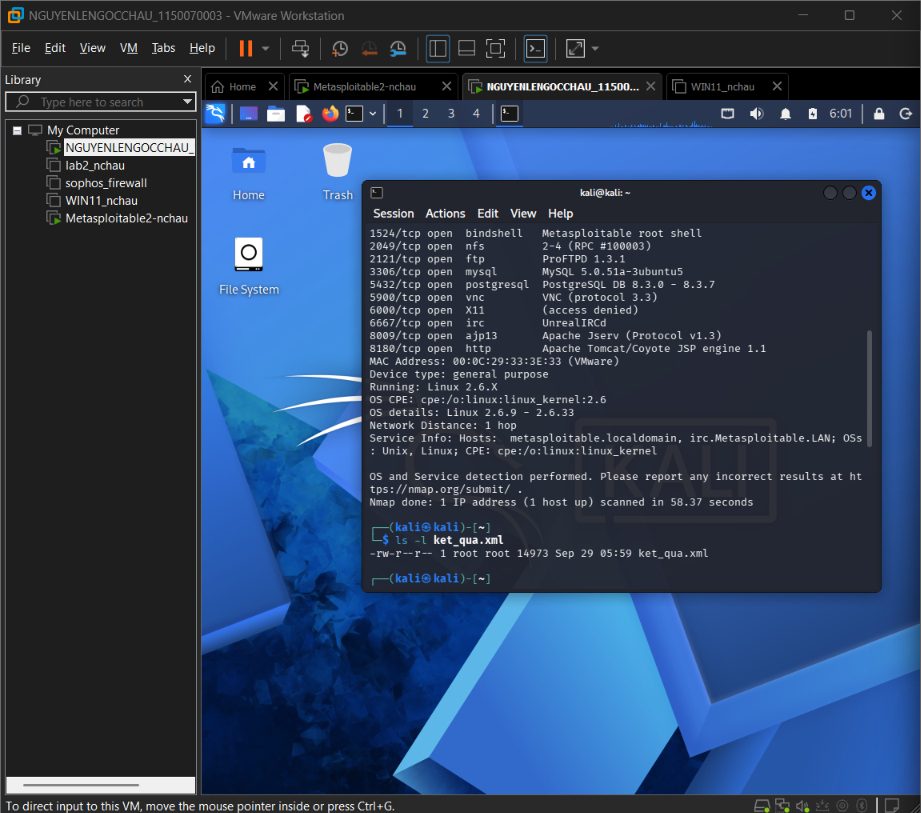 NGUYENLENGOCCHAU_1150070003 - VMware Workstation
File Edit View VM Tabs Help
Library
Type here to search
My Computer
NGUYENLENGOCCHAU_
lab2_nchau
sophos_firewall
WIN11_nchau
Metasploitable2-nchau
Home
Metasploitable2-nchau
NGUYENLENGOCCHAU_11500...
WIN11_nchau
1 2 3 4
6:01
Home
Trash
File System
kali@kali: ~
Session Actions Edit View Help
1524/tcp open bindshell Metasploitable root shell
2049/tcp open nfs 2-4 (RPC #100003)
2121/tcp open ftp ProFTPD 1.3.1
3306/tcp open mysql MySQL 5.0.51a-3ubuntu5
5432/tcp open postgresql PostgreSQL DB 8.3.0 - 8.3.7
5900/tcp open vnc VNC (protocol 3.3)
6000/tcp open X11 (access denied)
6667/tcp open irc UnrealIRCd
8009/tcp open ajp13 Apache Jserv (Protocol v1.3)
8180/tcp open http Apache Tomcat/Coyote JSP engine 1.1
MAC Address: 00:0C:29:33:3E:33 (VMware)
Device type: general purpose
Running: Linux 2.6.X
OS CPE: cpe:/o:linux:linux_kernel:2.6
OS details: Linux 2.6.9 - 2.6.33
Network Distance: 1 hop
Service Info: Hosts:  metasploitable.localdomain, irc.Metasploitable.LAN; OSs
: Unix, Linux; CPE: cpe:/o:linux:linux_kernel
OS and Service detection performed. Please report any incorrect results at ht
tps://nmap.org/submit/ .
Nmap done: 1 IP address (1 host up) scanned in 58.37 seconds
┌──(kali㉿kali)-[~]
└─$ ls -l ket_qua.xml
-rw-r--r-- 1 root root 14973 Sep 29 05:59 ket_qua.xml
┌──(kali㉿kali)-[~]
KALI
To direct input to this VM, move the mouse pointer inside or press Ctrl+G.